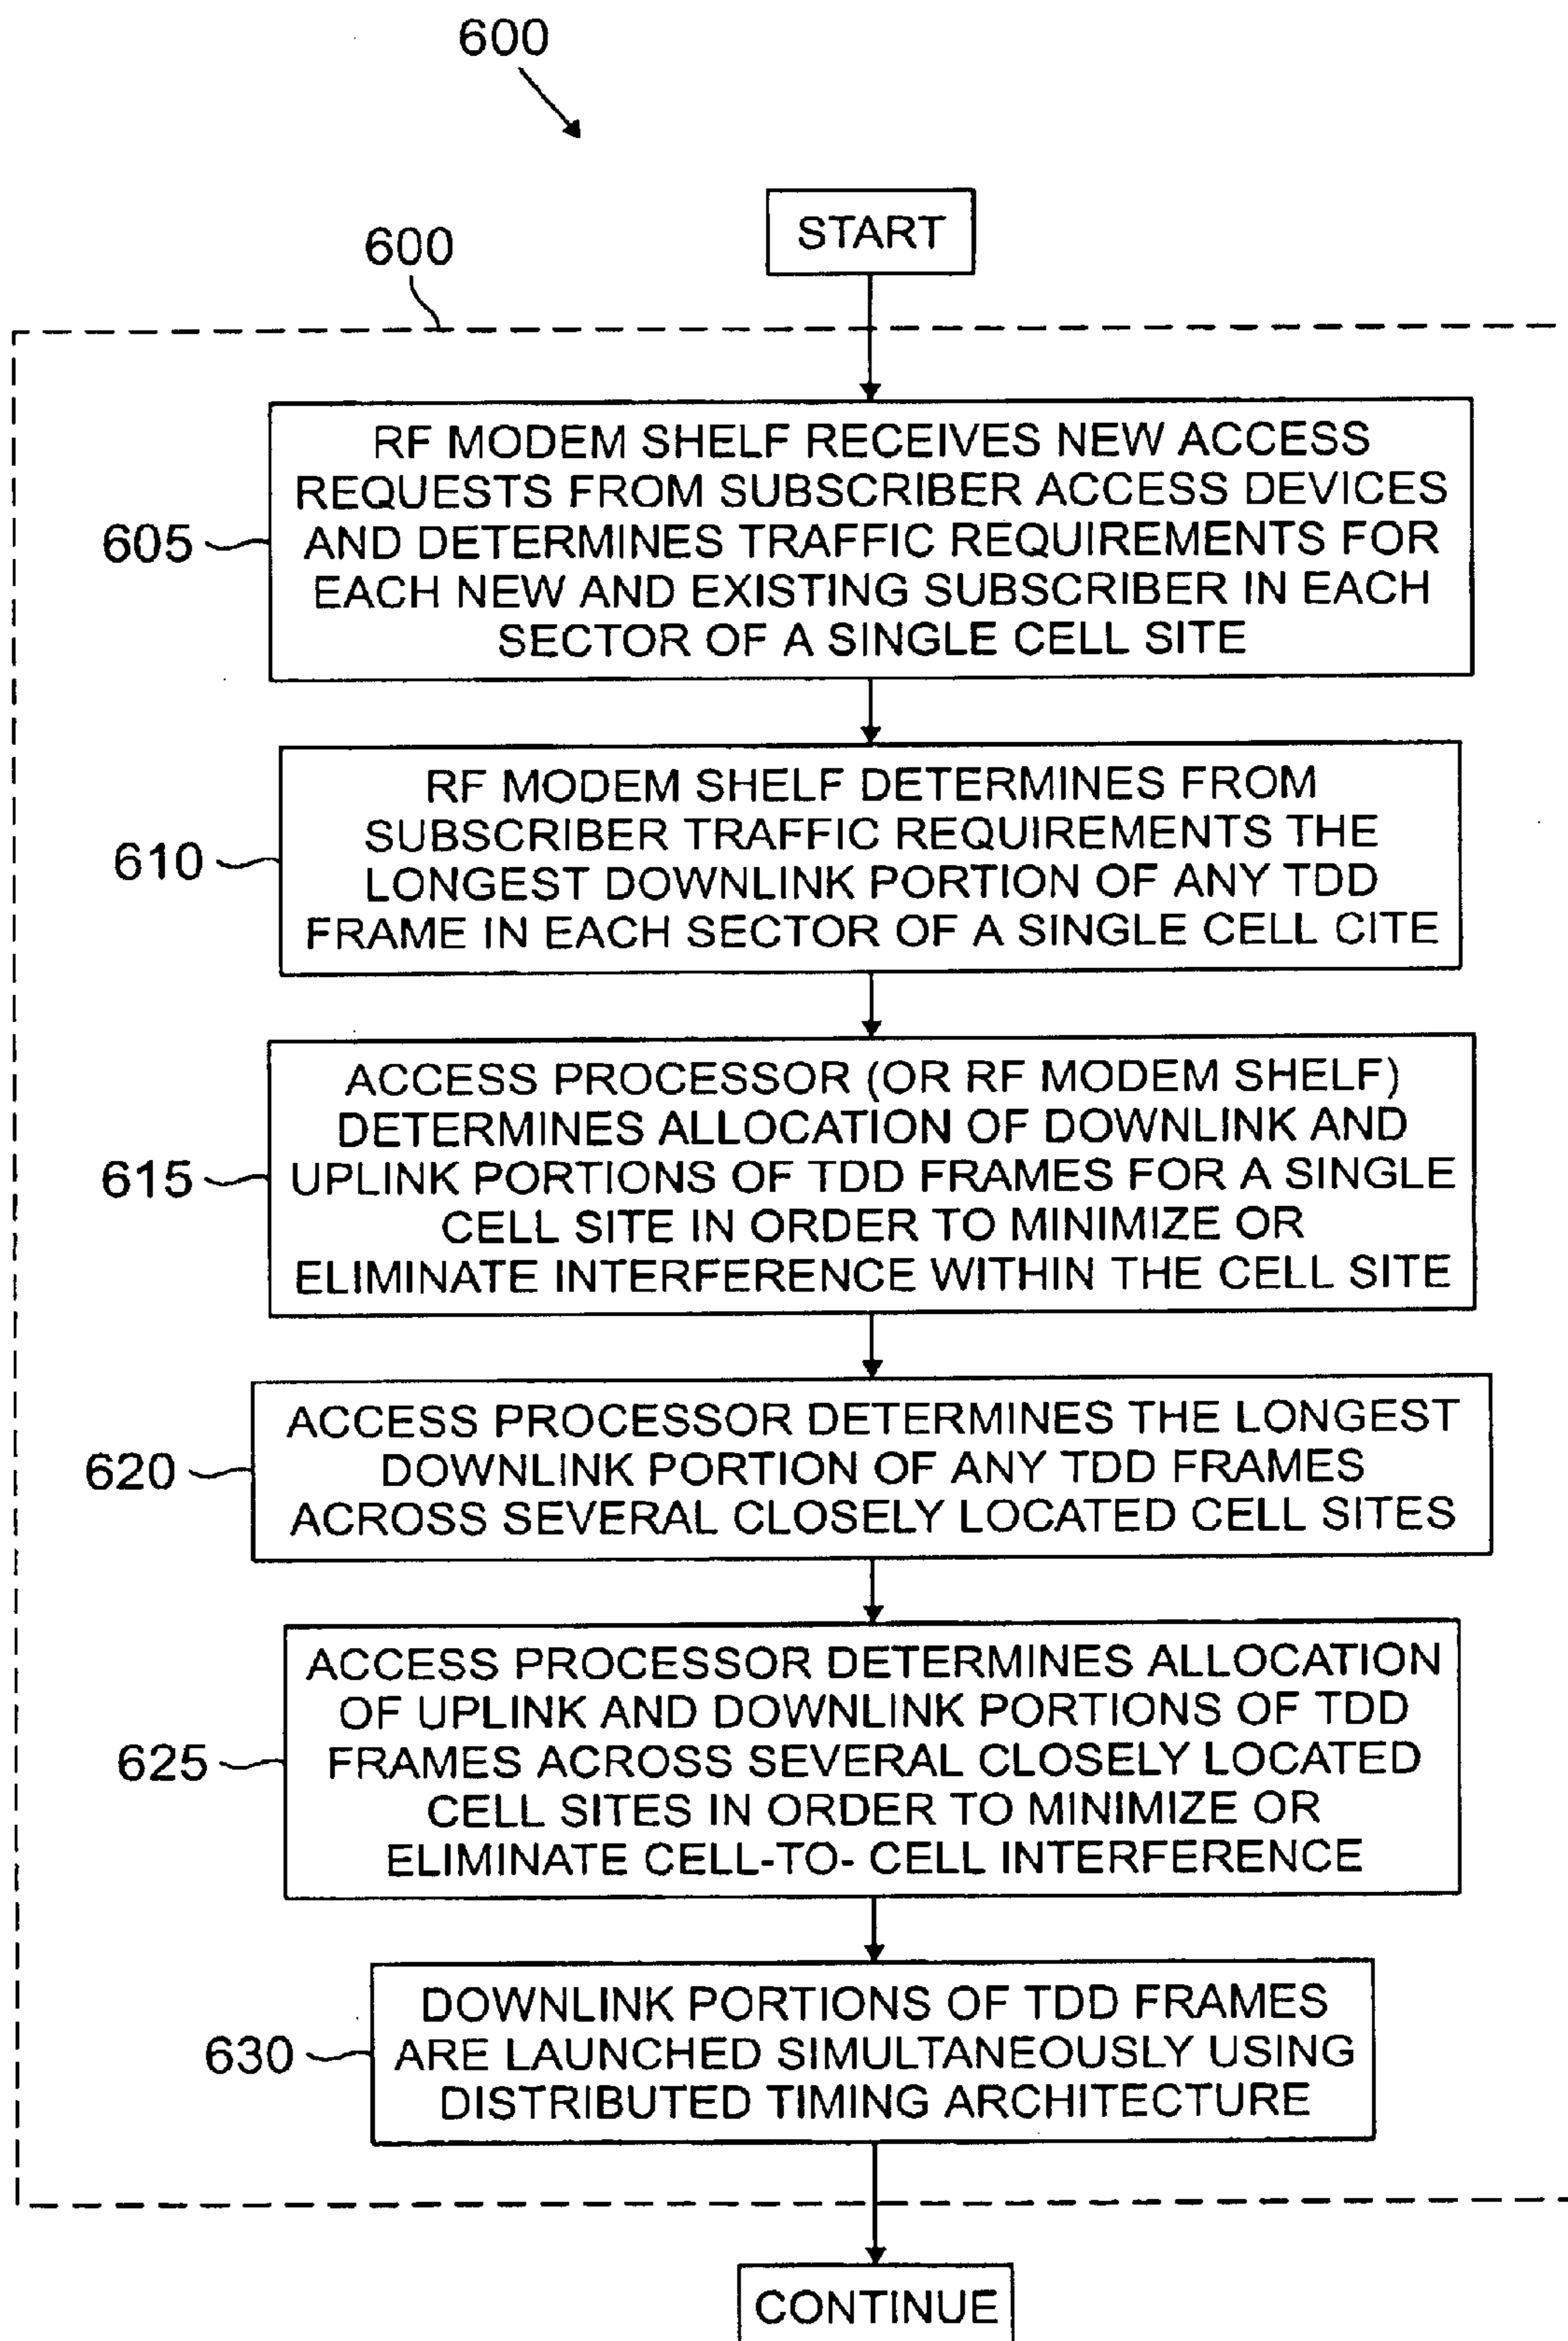 600
START
600
RF MODEM SHELF RECEIVES NEW ACCESS
REQUESTS FROM SUBSCRIBER ACCESS DEVICES
AND DETERMINES TRAFFIC REQUIREMENTS FOR
EACH NEW AND EXISTING SUBSCRIBER IN EACH
SECTOR OF A SINGLE CELL SITE
605
RF MODEM SHELF DETERMINES FROM
SUBSCRIBER TRAFFIC REQUIREMENTS THE
LONGEST DOWNLINK PORTION OF ANY TDD
FRAME IN EACH SECTOR OF A SINGLE CELL CITE
610
ACCESS PROCESSOR (OR RF MODEM SHELF)
DETERMINES ALLOCATION OF DOWNLINK AND
UPLINK PORTIONS OF TDD FRAMES FOR A SINGLE
CELL SITE IN ORDER TO MINIMIZE OR
ELIMINATE INTERFERENCE WITHIN THE CELL SITE
615
ACCESS PROCESSOR DETERMINES THE LONGEST
DOWNLINK PORTION OF ANY TDD FRAMES
ACROSS SEVERAL CLOSELY LOCATED CELL SITES
620
ACCESS PROCESSOR DETERMINES ALLOCATION
OF UPLINK AND DOWNLINK PORTIONS OF TDD
FRAMES ACROSS SEVERAL CLOSELY LOCATED
CELL SITES IN ORDER TO MINIMIZE OR
ELIMINATE CELL-TO- CELL INTERFERENCE
625
DOWNLINK PORTIONS OF TDD FRAMES
ARE LAUNCHED SIMULTANEOUSLY USING
DISTRIBUTED TIMING ARCHITECTURE
630
CONTINUE